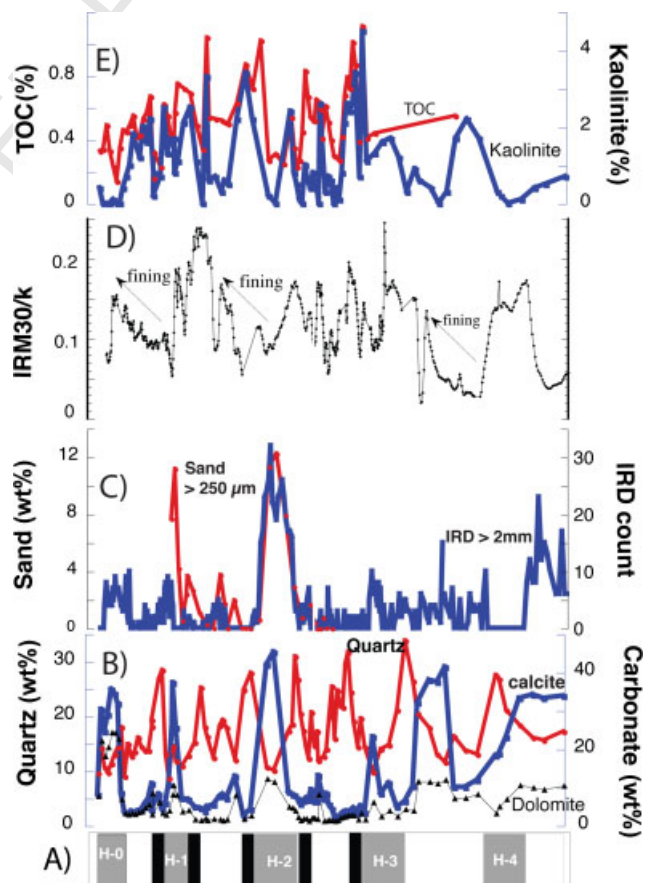 E)
TOC(%)
0.8
0.4
0
TOC
Kaolinite
4
2
0
Kaolinite(%)
D)
IRM30/k
0.2
0.1
0
fining
fining
fining
C)
Sand (wt%)
12
8
4
0
Sand
> 250 µm
IRD > 2mm
30
20
10
0
IRD count
B)
Quartz (wt%)
30
20
10
0
Quartz
calcite
Dolomite
40
20
0
Carbonate (wt%)
A)
H-0
H-1
H-2
H-3
H-4